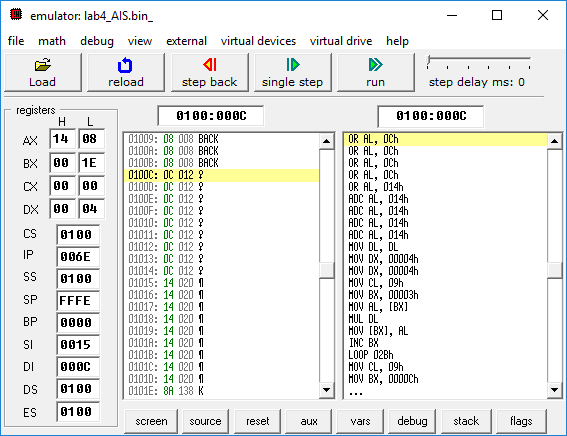 emulator: lab4_AIS.bin_
file math debug view external virtual devices virtual drive help
Load reload step back single step run step delay ms: 0
registers
H L
AX 14 08
BX 00 1E
CX 00 00
DX 00 04
CS 0100
IP 006E
SS 0100
SP FFFE
BP 0000
SI 0015
DI 000C
DS 0100
ES 0100
0100:000C
01009: 08 008 BACK
0100A: 08 008 BACK
0100B: 08 008 BACK
0100C: 0C 012 ♀
0100D: 0C 012 ♀
0100E: 0C 012 ♀
0100F: 0C 012 ♀
01010: 0C 012 ♀
01011: 0C 012 ♀
01012: 0C 012 ♀
01013: 0C 012 ♀
01014: 0C 012 ♀
01015: 14 020 ¶
01016: 14 020 ¶
01017: 14 020 ¶
01018: 14 020 ¶
01019: 14 020 ¶
0101A: 14 020 ¶
0101B: 14 020 ¶
0101C: 14 020 ¶
0101D: 14 020 ¶
0101E: 8A 138 К
0100:000C
OR AL, 0Ch
OR AL, 0Ch
OR AL, 0Ch
OR AL, 0Ch
OR AL, 014h
ADC AL, 014h
ADC AL, 014h
ADC AL, 014h
ADC AL, 014h
MOV DL, DL
MOV DX, 00004h
MOV DX, 00004h
MOV CL, 09h
MOV BX, 00003h
MOV AL, [BX]
MUL DL
MOV [BX], AL
INC BX
LOOP 02Bh
MOV CL, 09h
MOV BX, 0000Ch
...
screen source reset aux vars debug stack flags